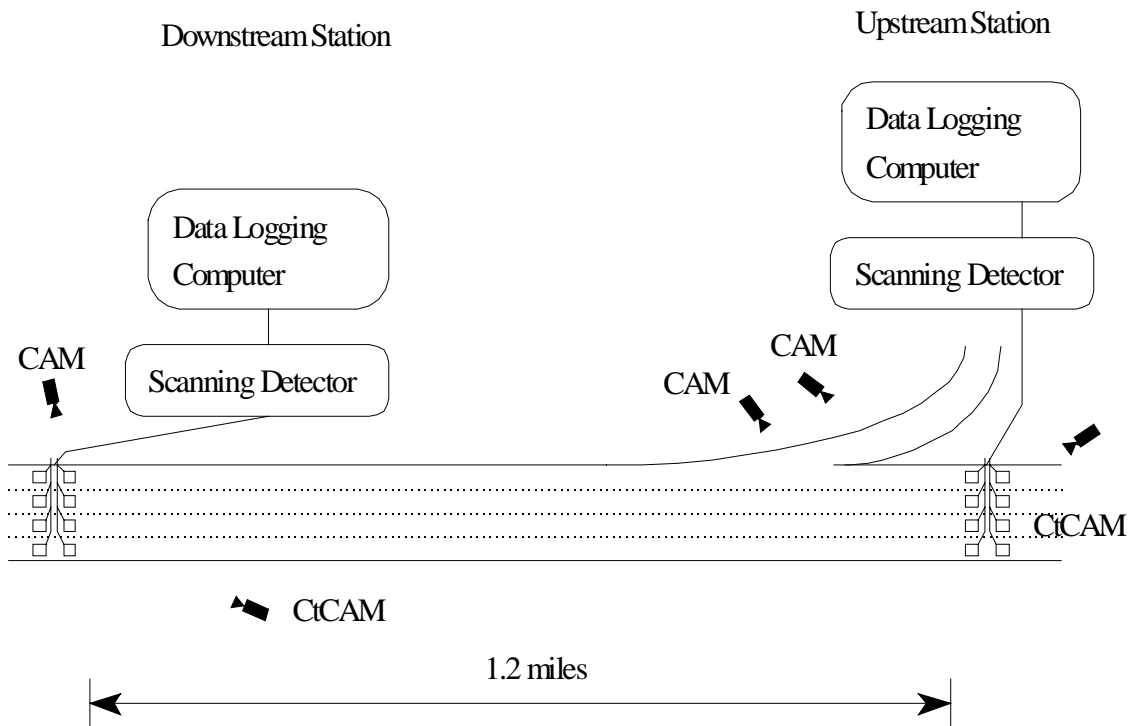 Downstream Station
Upstream Station
Data Logging
Computer
Data Logging
Computer
Scanning Detector
CAM
Scanning Detector
CAM
CAM
CtCAM
CtCAM
1.2 miles